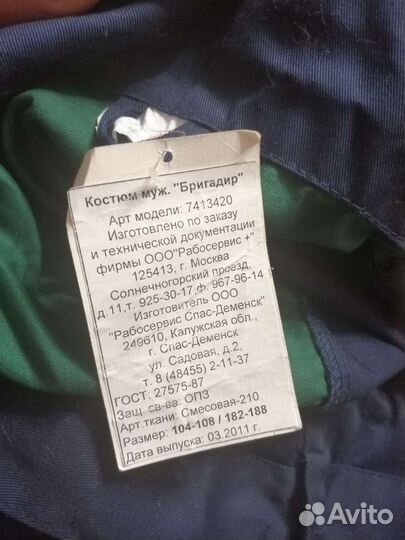 Костюм муж. "Бригадир"
Арт модели: 7413420
Изготовлено по заказу
и технической документации
фирмы ООО"Рабосервис +"
125413, г. Москва
Солнечногорский проезд,
д.11,т.925-30-17,ф. 967-96-14
Изготовитель ООО
"Рабосервис Спас-Деменск"
249610, Калужская обл.,
г. Спас-Деменск
ул. Садовая, д.2,
т. 8 (48455) 2-11-37
ГОСТ: 27575-87
Защ. св-ва: ОПЗ
Арт.ткани: Смесовая-210
Размер: 104-108 / 182-188
Дата выпуска: 03.2011 г.
Avito